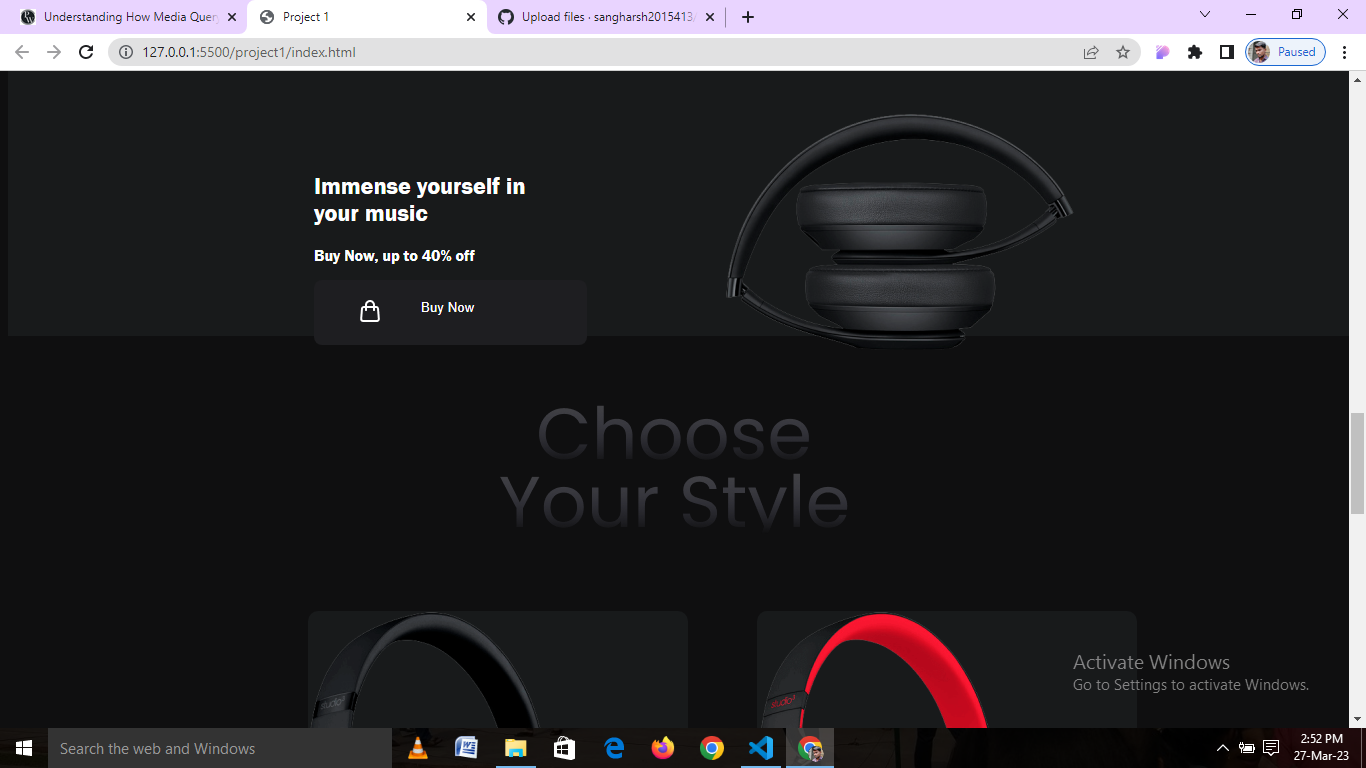 Understanding How Media Quer
Project 1
Upload files · sangharsh2015413/
127.0.0.1:5500/project1/index.html
Paused
Immense yourself in
your music
Buy Now, up to 40% off
Buy Now
Choose
Your Style
studio³
studio³
Activate Windows
Go to Settings to activate Windows.
Search the web and Windows
2:52 PM
27-Mar-23